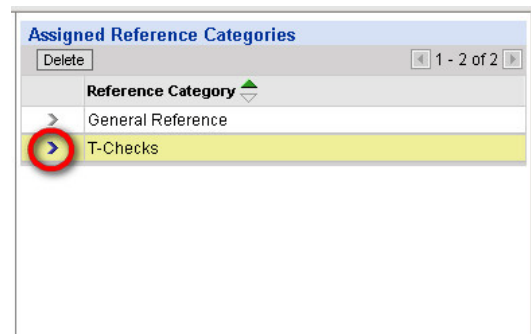 Assigned Reference Categories
Delete 1 - 2 of 2
Reference Category
General Reference
T-Checks